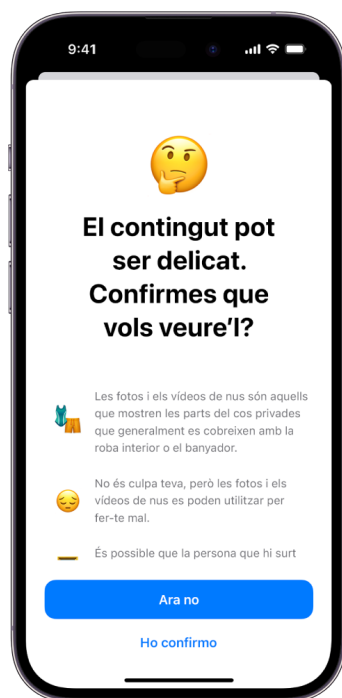 9:41
El contingut pot
ser delicat.
Confirmes que
vols veure’l?
Les fotos i els vídeos de nus són aquells
que mostren les parts del cos privades
que generalment es cobreixen amb la
roba interior o el banyador.
No és culpa teva, però les fotos i els
vídeos de nus es poden utilitzar per
fer-te mal.
És possible que la persona que hi surt
Ara no
Ho confirmo